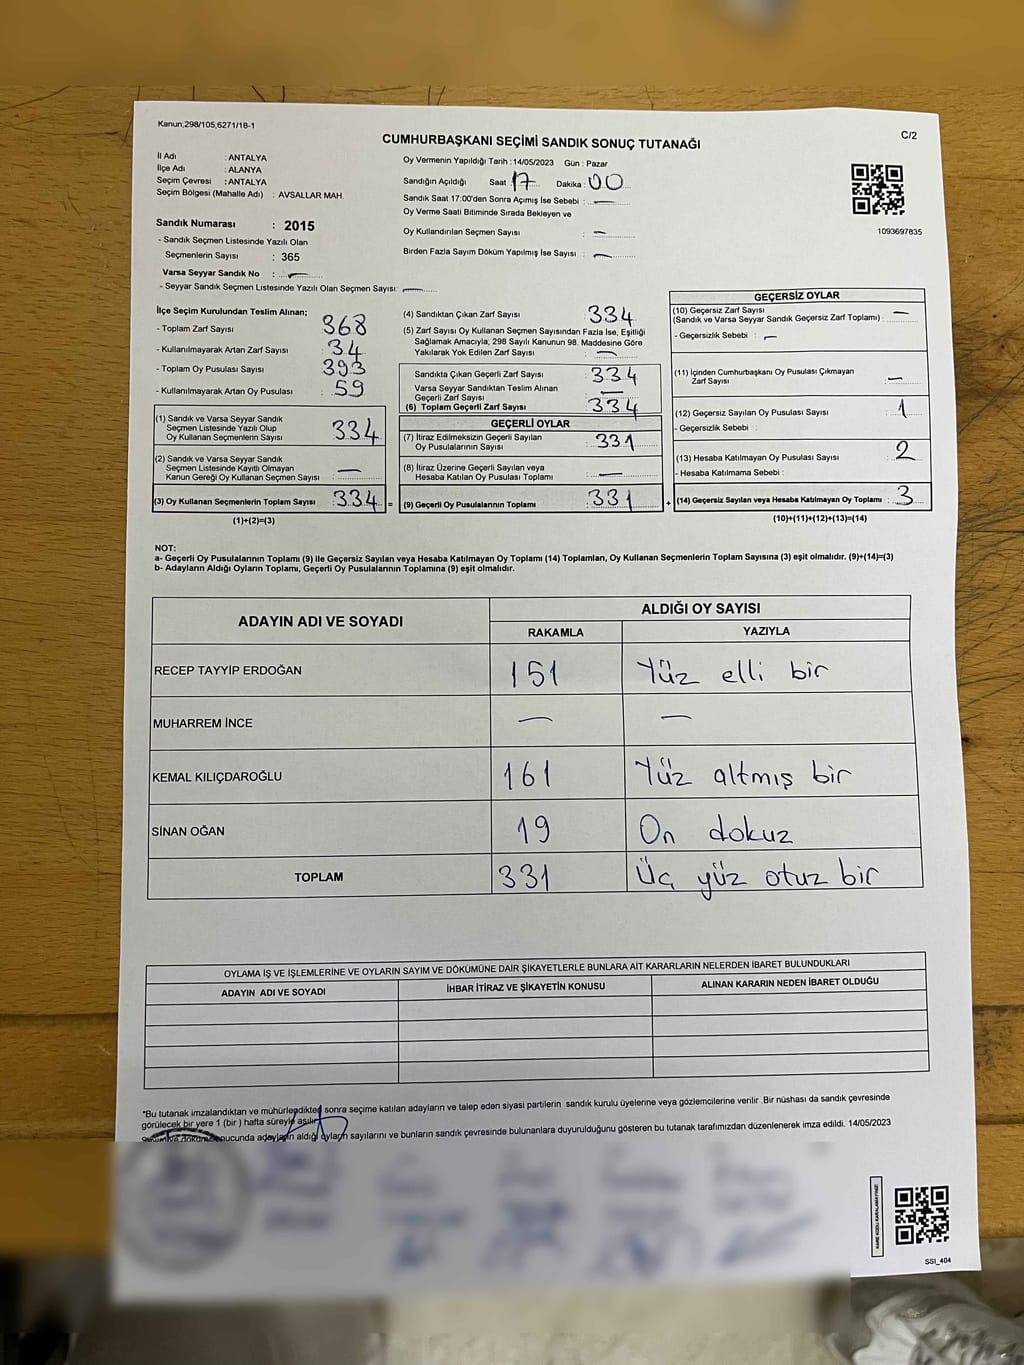 Kanun;298/105,6271/18-1
C/2
CUMHURBAŞKANI SEÇİMİ SANDIK SONUÇ TUTANAĞI
İl Adı : ANTALYA
İlçe Adı : ALANYA
Seçim Çevresi : ANTALYA
Seçim Bölgesi (Mahalle Adı) : AVSALLAR MAH.
Sandık Numarası : 2015
- Sandık Seçmen Listesinde Yazılı Olan
Seçmenlerin Sayısı : 365
Varsa Seyyar Sandık No : —
- Seyyar Sandık Seçmen Listesinde Yazılı Olan Seçmen Sayısı: —
Oy Vermenin Yapıldığı Tarih : 14/05/2023 Gün : Pazar
Sandığın Açıldığı Saat 17 Dakika : 00
Sandık Saat 17:00'den Sonra Açımış İse Sebebi : —
Oy Verme Saati Bitiminde Sırada Bekleyen ve
Oy Kullandırılan Seçmen Sayısı : —
Birden Fazla Sayım Döküm Yapılmış İse Sayısı : —
1093697835
İlçe Seçim Kurulundan Teslim Alınan;
- Toplam Zarf Sayısı : 368
- Kullanılmayarak Artan Zarf Sayısı : 34
- Toplam Oy Pusulası Sayısı : 393
- Kullanılmayarak Artan Oy Pusulası : 59
(1) Sandık ve Varsa Seyyar Sandık
Seçmen Listesinde Yazılı Olup
Oy Kullanan Seçmenlerin Sayısı : 334
(2) Sandık ve Varsa Seyyar Sandık
Seçmen Listesinde Kayıtlı Olmayan
Kanun Gereği Oy Kullanan Seçmen Sayısı : —
(3) Oy Kullanan Seçmenlerin Toplam Sayısı : 334 =
(1)+(2)=(3)
(4) Sandıktan Çıkan Zarf Sayısı : 334
(5) Zarf Sayısı Oy Kullanan Seçmen Sayısından Fazla İse, Eşitliği
Sağlamak Amacıyla; 298 Sayılı Kanunun 98. Maddesine Göre
Yakılarak Yok Edilen Zarf Sayısı : —
Sandıkta Çıkan Geçerli Zarf Sayısı : 334
Varsa Seyyar Sandıktan Teslim Alınan
Geçerli Zarf Sayısı : —
(6) Toplam Geçerli Zarf Sayısı : 334
GEÇERLİ OYLAR
(7) İtiraz Edilmeksizin Geçerli Sayılan
Oy Pusulalarının Sayısı : 331
(8) İtiraz Üzerine Geçerli Sayılan veya
Hesaba Katılan Oy Pusulası Toplamı : —
(9) Geçerli Oy Pusulalarının Toplamı : 331 +
GEÇERSİZ OYLAR
(10) Geçersiz Zarf Sayısı
(Sandık ve Varsa Seyyar Sandık Geçersiz Zarf Toplamı) : —
- Geçersizlik Sebebi : —
(11) İçinden Cumhurbaşkanı Oy Pusulası Çıkmayan
Zarf Sayısı : —
(12) Geçersiz Sayılan Oy Pusulası Sayısı : 1
- Geçersizlik Sebebi :
(13) Hesaba Katılmayan Oy Pusulası Sayısı : 2
- Hesaba Katılmama Sebebi :
(14) Geçersiz Sayılan veya Hesaba Katılmayan Oy Toplamı : 3
(10)+(11)+(12)+(13)=(14)
NOT:
a- Geçerli Oy Pusulalarının Toplamı (9) ile Geçersiz Sayılan veya Hesaba Katılmayan Oy Toplamı (14) Toplamları, Oy Kullanan Seçmenlerin Toplam Sayısına (3) eşit olmalıdır. (9)+(14)=(3)
b- Adayların Aldığı Oyların Toplamı, Geçerli Oy Pusulalarının Toplamına (9) eşit olmalıdır.
ADAYIN ADI VE SOYADI ALDIĞI OY SAYISI
RAKAMLA YAZIYLA
RECEP TAYYİP ERDOĞAN 151 Yüz elli bir
MUHARREM İNCE — —
KEMAL KILIÇDAROĞLU 161 Yüz altmış bir
SİNAN OĞAN 19 On dokuz
TOPLAM 331 Üç yüz otuz bir
OYLAMA İŞ VE İŞLEMLERİNE VE OYLARIN SAYIM VE DÖKÜMÜNE DAİR ŞİKAYETLERLE BUNLARA AİT KARARLARIN NELERDEN İBARET BULUNDUKLARI
ADAYIN ADI VE SOYADI İHBAR İTİRAZ VE ŞİKAYETİN KONUSU ALINAN KARARIN NEDEN İBARET OLDUĞU
*Bu tutanak imzalandıktan ve mühürlendikten sonra seçime katılan adayların ve talep eden siyasi partilerin sandık kurulu üyelerine veya gözlemcilerine verilir .Bir nüshası da sandık çevresinde
görülecek bir yere 1 (bir ) hafta süreyle asılır.
aldığı oyların sayılarını ve bunların sandık çevresinde bulunanlara duyurulduğunu gösteren bu tutanak tarafımızdan düzenlenerek imza edildi. 14/05/2023
SSİ_404